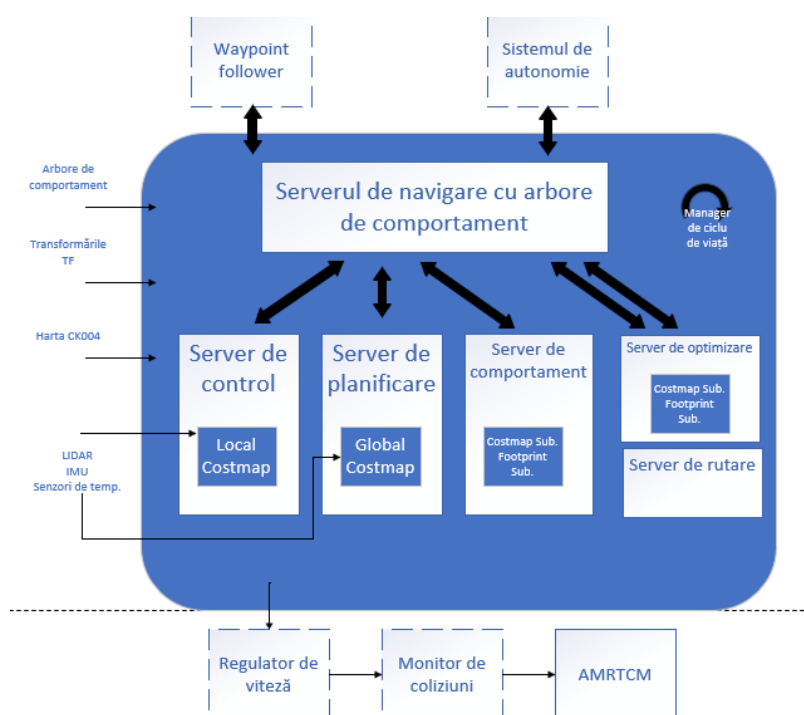 Waypoint
follower
Sistemul de
autonomie
Arbore de
comportament
Serverul de navigare cu arbore
de comportament
Manager
de ciclu
de viață
Transformările
TF
Harta CK004
Server de
control
Server de
planificare
Server de
comportament
Server de optimizare
Costmap Sub.
Footprint
Sub.
Local
Costmap
Global
Costmap
Costmap Sub.
Footprint
Sub.
Server de rutare
LIDAR
IMU
Senzori de temp.
Regulator de
viteză
Monitor de
coliziuni
AMRTCM